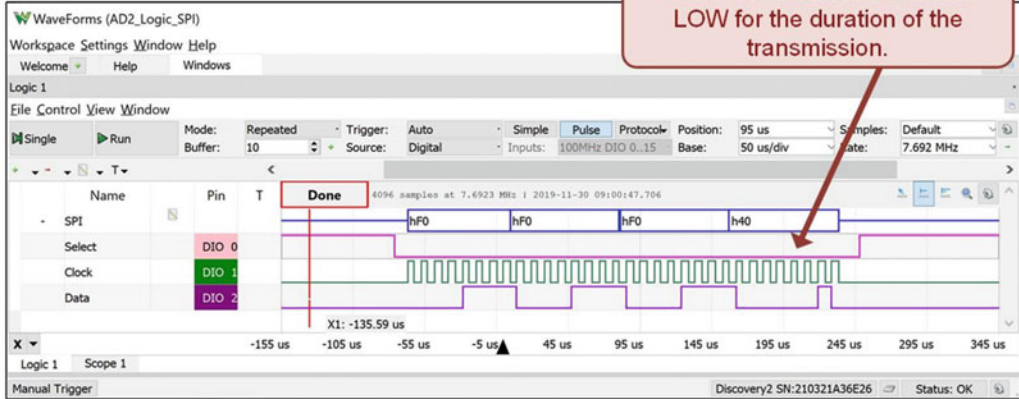 WaveForms (AD2_Logic_SPI)
LOW for the duration of the
transmission.
Workspace Settings Window Help
Welcome Help Windows
Logic 1
File Control View Window
Single Run Mode: Repeated Trigger: Auto Simple Pulse Protocol Position: 95 us Samples: Default
Buffer: 10 Source: Digital Inputs: 100MHz DIO 0..15 Base: 50 us/div Rate: 7.692 MHz
Name Pin T Done 4096 samples at 7.6923 MHz | 2019-11-30 09:00:47.706
SPI hF0 hF0 hF0 h40
Select DIO 0
Clock DIO 1
Data DIO 2
X1: -135.59 us
X -155 us -105 us -55 us -5 us 45 us 95 us 145 us 195 us 245 us 295 us 345 us
Logic 1 Scope 1
Manual Trigger Discovery2 SN:210321A36E26 Status: OK